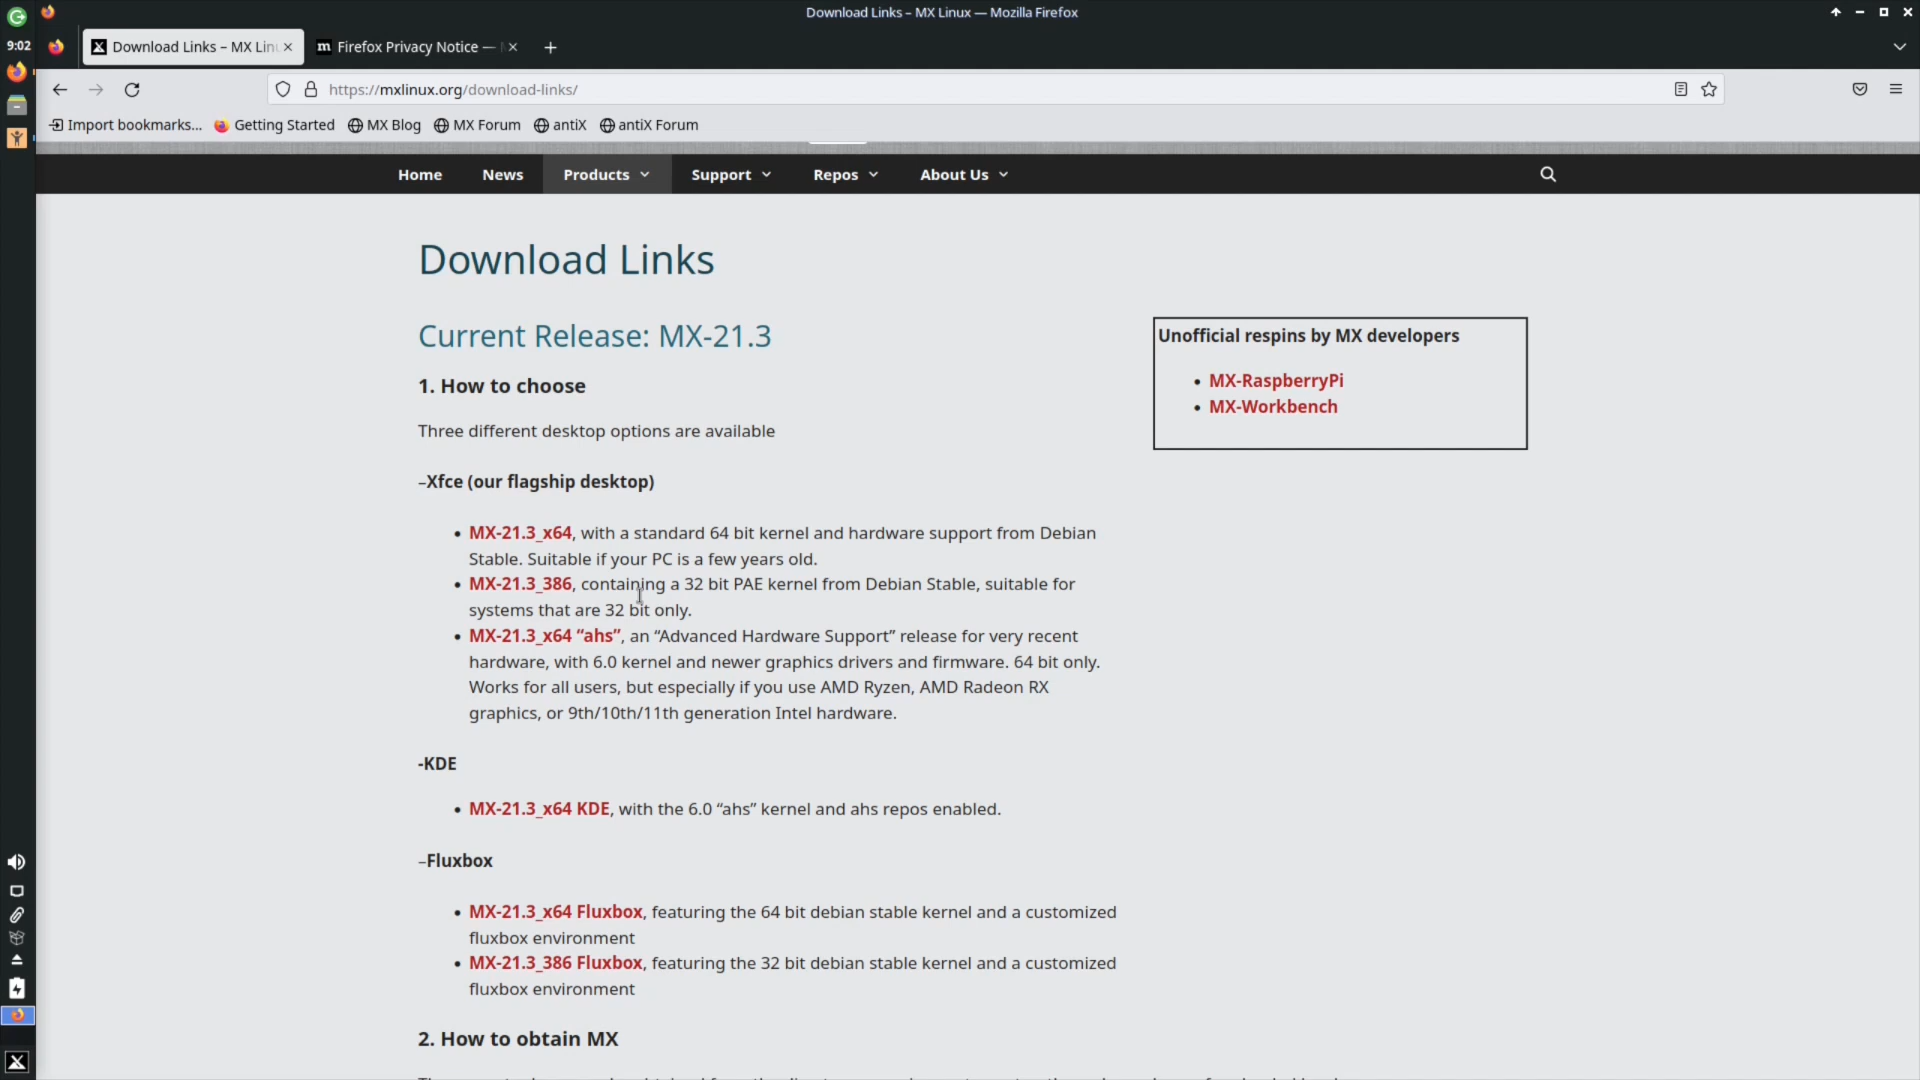 Download Links – MX Linux — Mozilla Firefox
9:02
Download Links – MX Lin
Firefox Privacy Notice —
https://mxlinux.org/download-links/
Import bookmarks...
Getting Started
MX Blog
MX Forum
antiX
antiX Forum
Home
News
Products
Support
Repos
About Us
Download Links
Current Release: MX-21.3
Unofficial respins by MX developers
• MX-RaspberryPi
• MX-Workbench
1. How to choose
Three different desktop options are available
–Xfce (our flagship desktop)
• MX-21.3_x64, with a standard 64 bit kernel and hardware support from Debian
Stable. Suitable if your PC is a few years old.
• MX-21.3_386, containing a 32 bit PAE kernel from Debian Stable, suitable for
systems that are 32 bit only.
• MX-21.3_x64 “ahs”, an “Advanced Hardware Support” release for very recent
hardware, with 6.0 kernel and newer graphics drivers and firmware. 64 bit only.
Works for all users, but especially if you use AMD Ryzen, AMD Radeon RX
graphics, or 9th/10th/11th generation Intel hardware.
-KDE
• MX-21.3_x64 KDE, with the 6.0 “ahs” kernel and ahs repos enabled.
–Fluxbox
• MX-21.3_x64 Fluxbox, featuring the 64 bit debian stable kernel and a customized
fluxbox environment
• MX-21.3_386 Fluxbox, featuring the 32 bit debian stable kernel and a customized
fluxbox environment
2. How to obtain MX